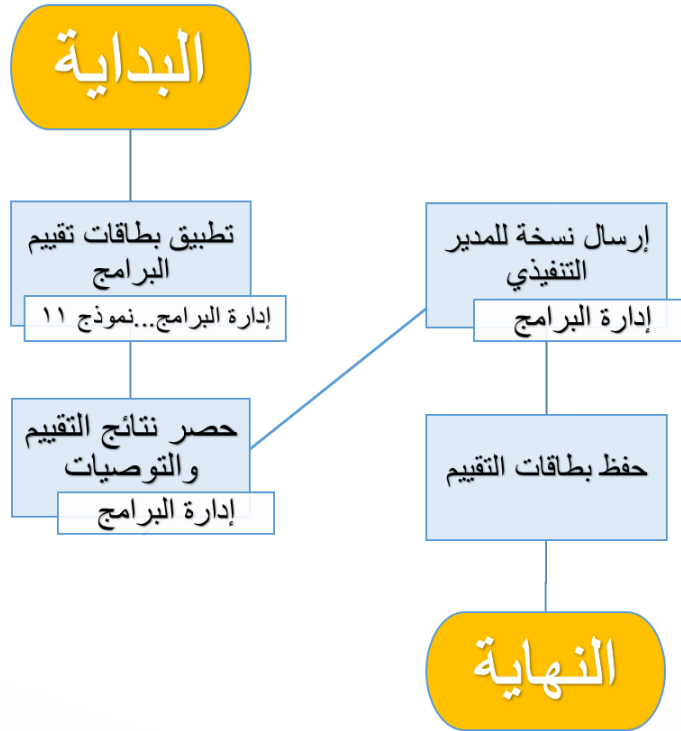 البداية
تطبيق بطاقات تقييم
البرامج
إدارة البرامج...نموذج ١١
حصر نتائج التقييم
والتوصيات
إدارة البرامج
إرسال نسخة للمدير
التنفيذي
إدارة البرامج
حفظ بطاقات التقييم
النهاية